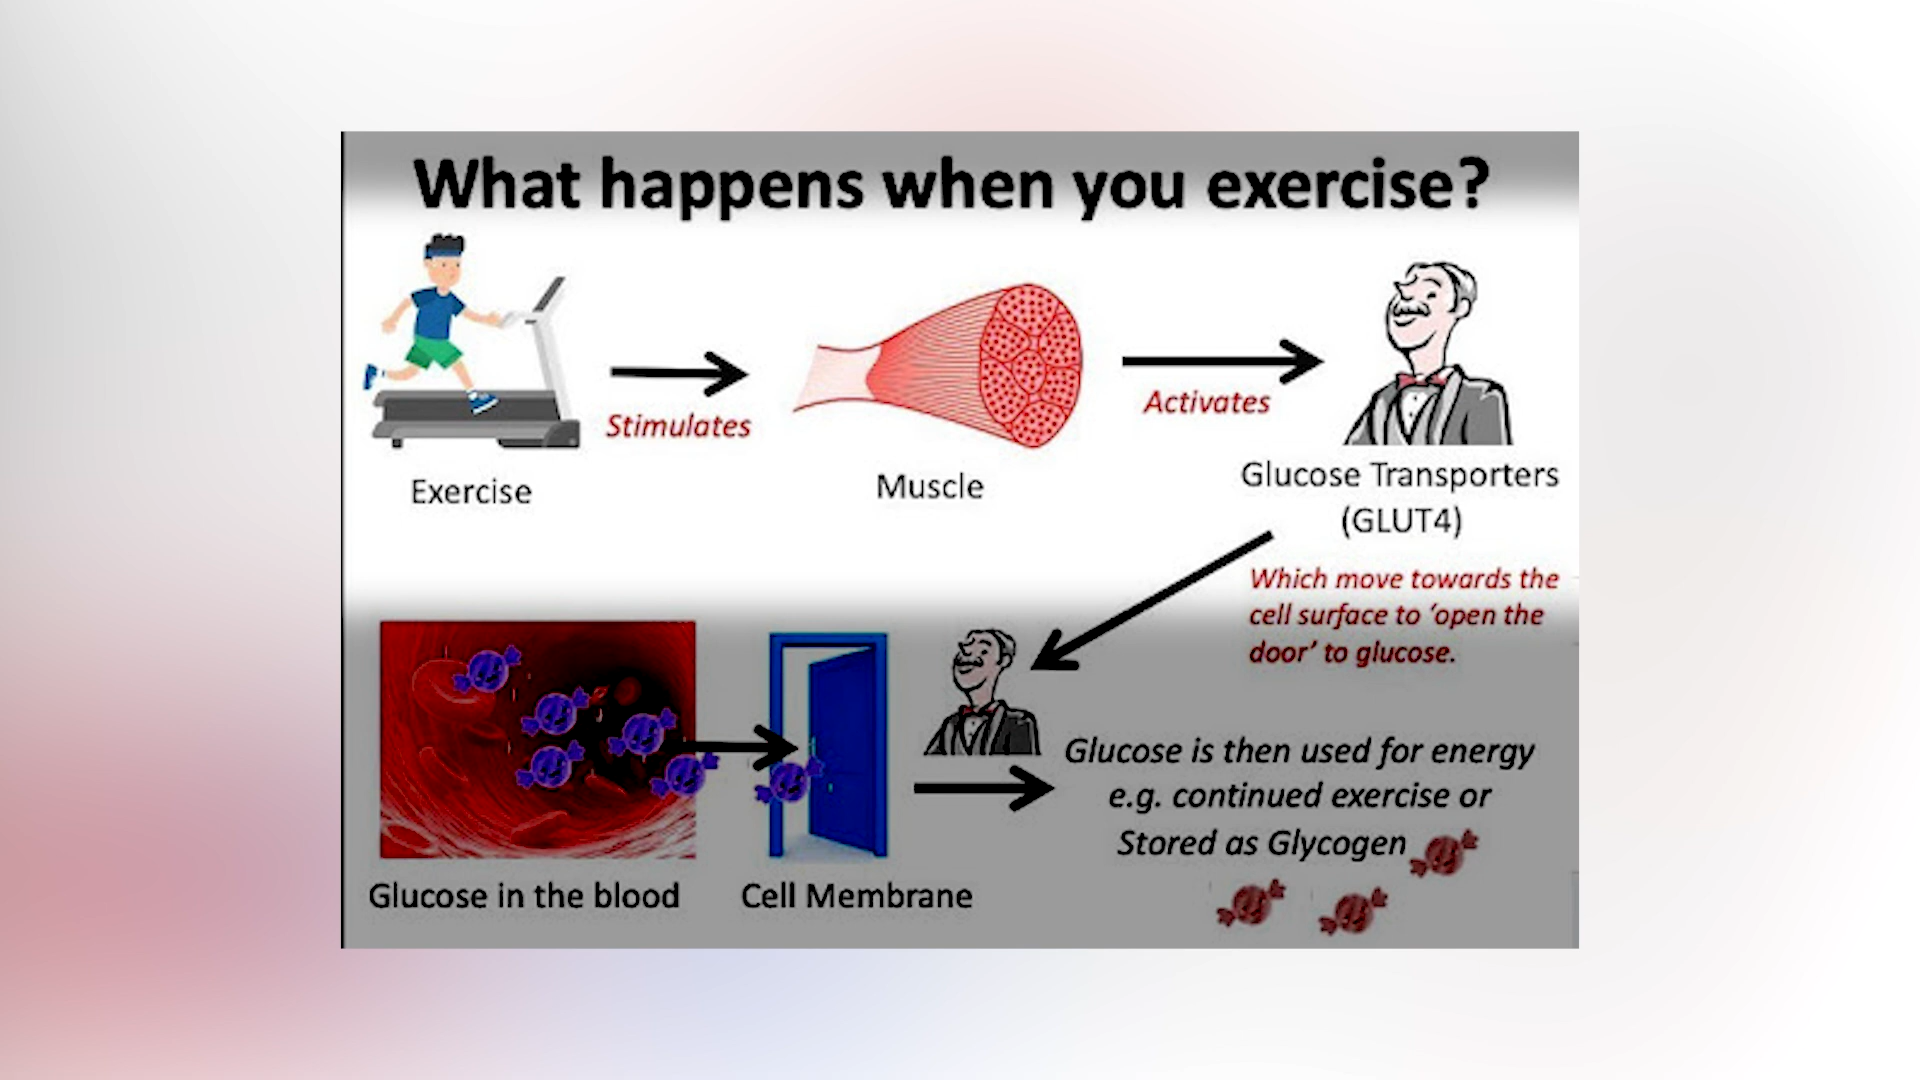 What happens when you exercise?
Stimulates
Activates
Exercise
Muscle
Glucose Transporters
(GLUT4)
Which move towards the
cell surface to ‘open the
door’ to glucose.
Glucose is then used for energy
e.g. continued exercise or
Stored as Glycogen
Glucose in the blood
Cell Membrane